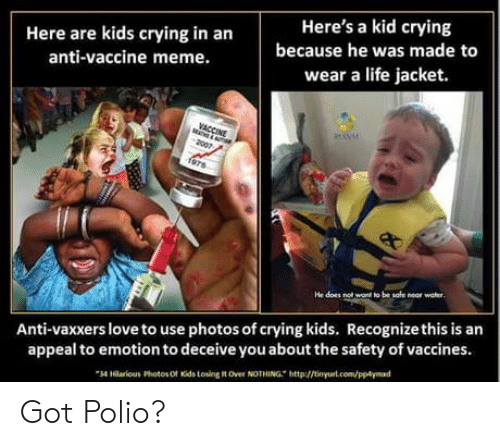 Here are kids crying in an
anti-vaccine meme.
Here's a kid crying
because he was made to
wear a life jacket.
VACCINE
2007
1975
He does not want to be safe near water.
Anti-vaxxers love to use photos of crying kids. Recognize this is an
appeal to emotion to deceive you about the safety of vaccines.
"34 Hilarious Photos Of Kids Losing It Over NOTHING." http://tinyurl.com/pp4ymad
Got Polio?